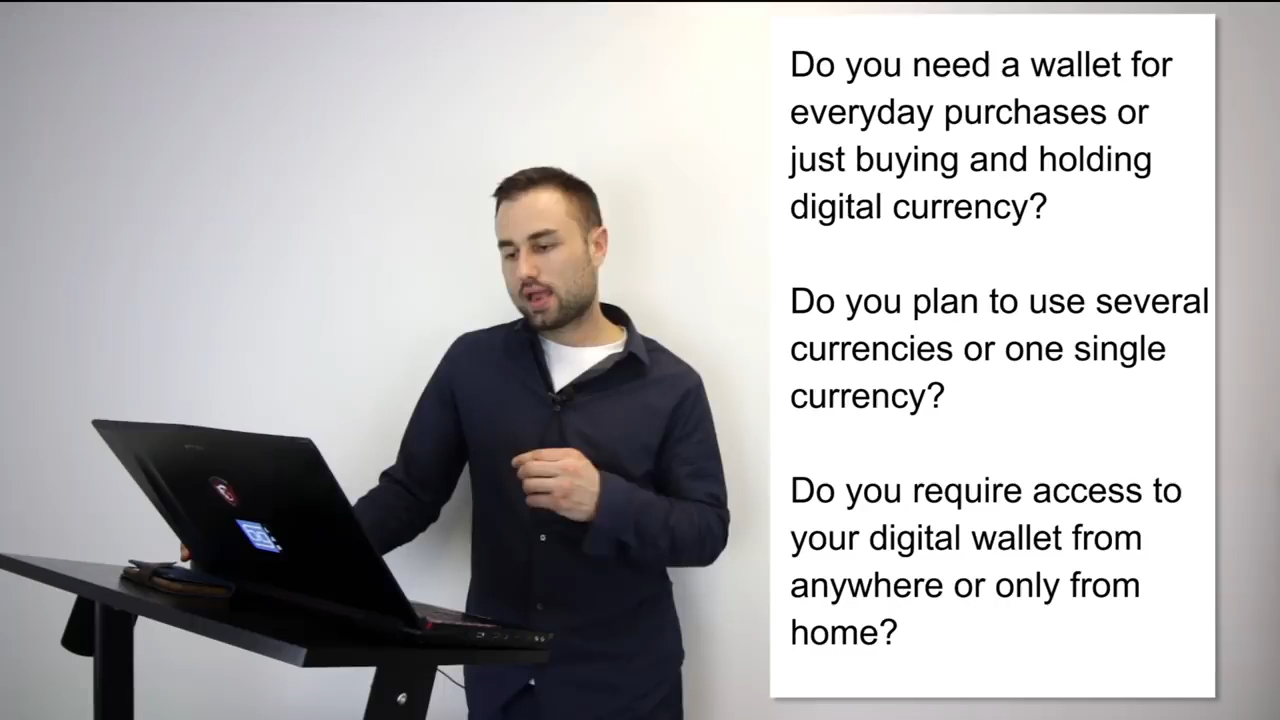 Do you need a wallet for
everyday purchases or
just buying and holding
digital currency?
Do you plan to use several
currencies or one single
currency?
Do you require access to
your digital wallet from
anywhere or only from
home?